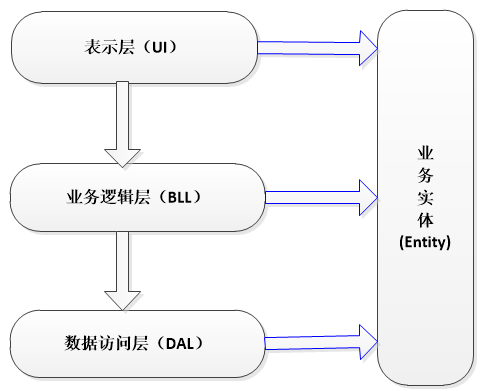 表示层（UI）
业务逻辑层（BLL）
数据访问层（DAL）
业
务
实
体
(Entity)